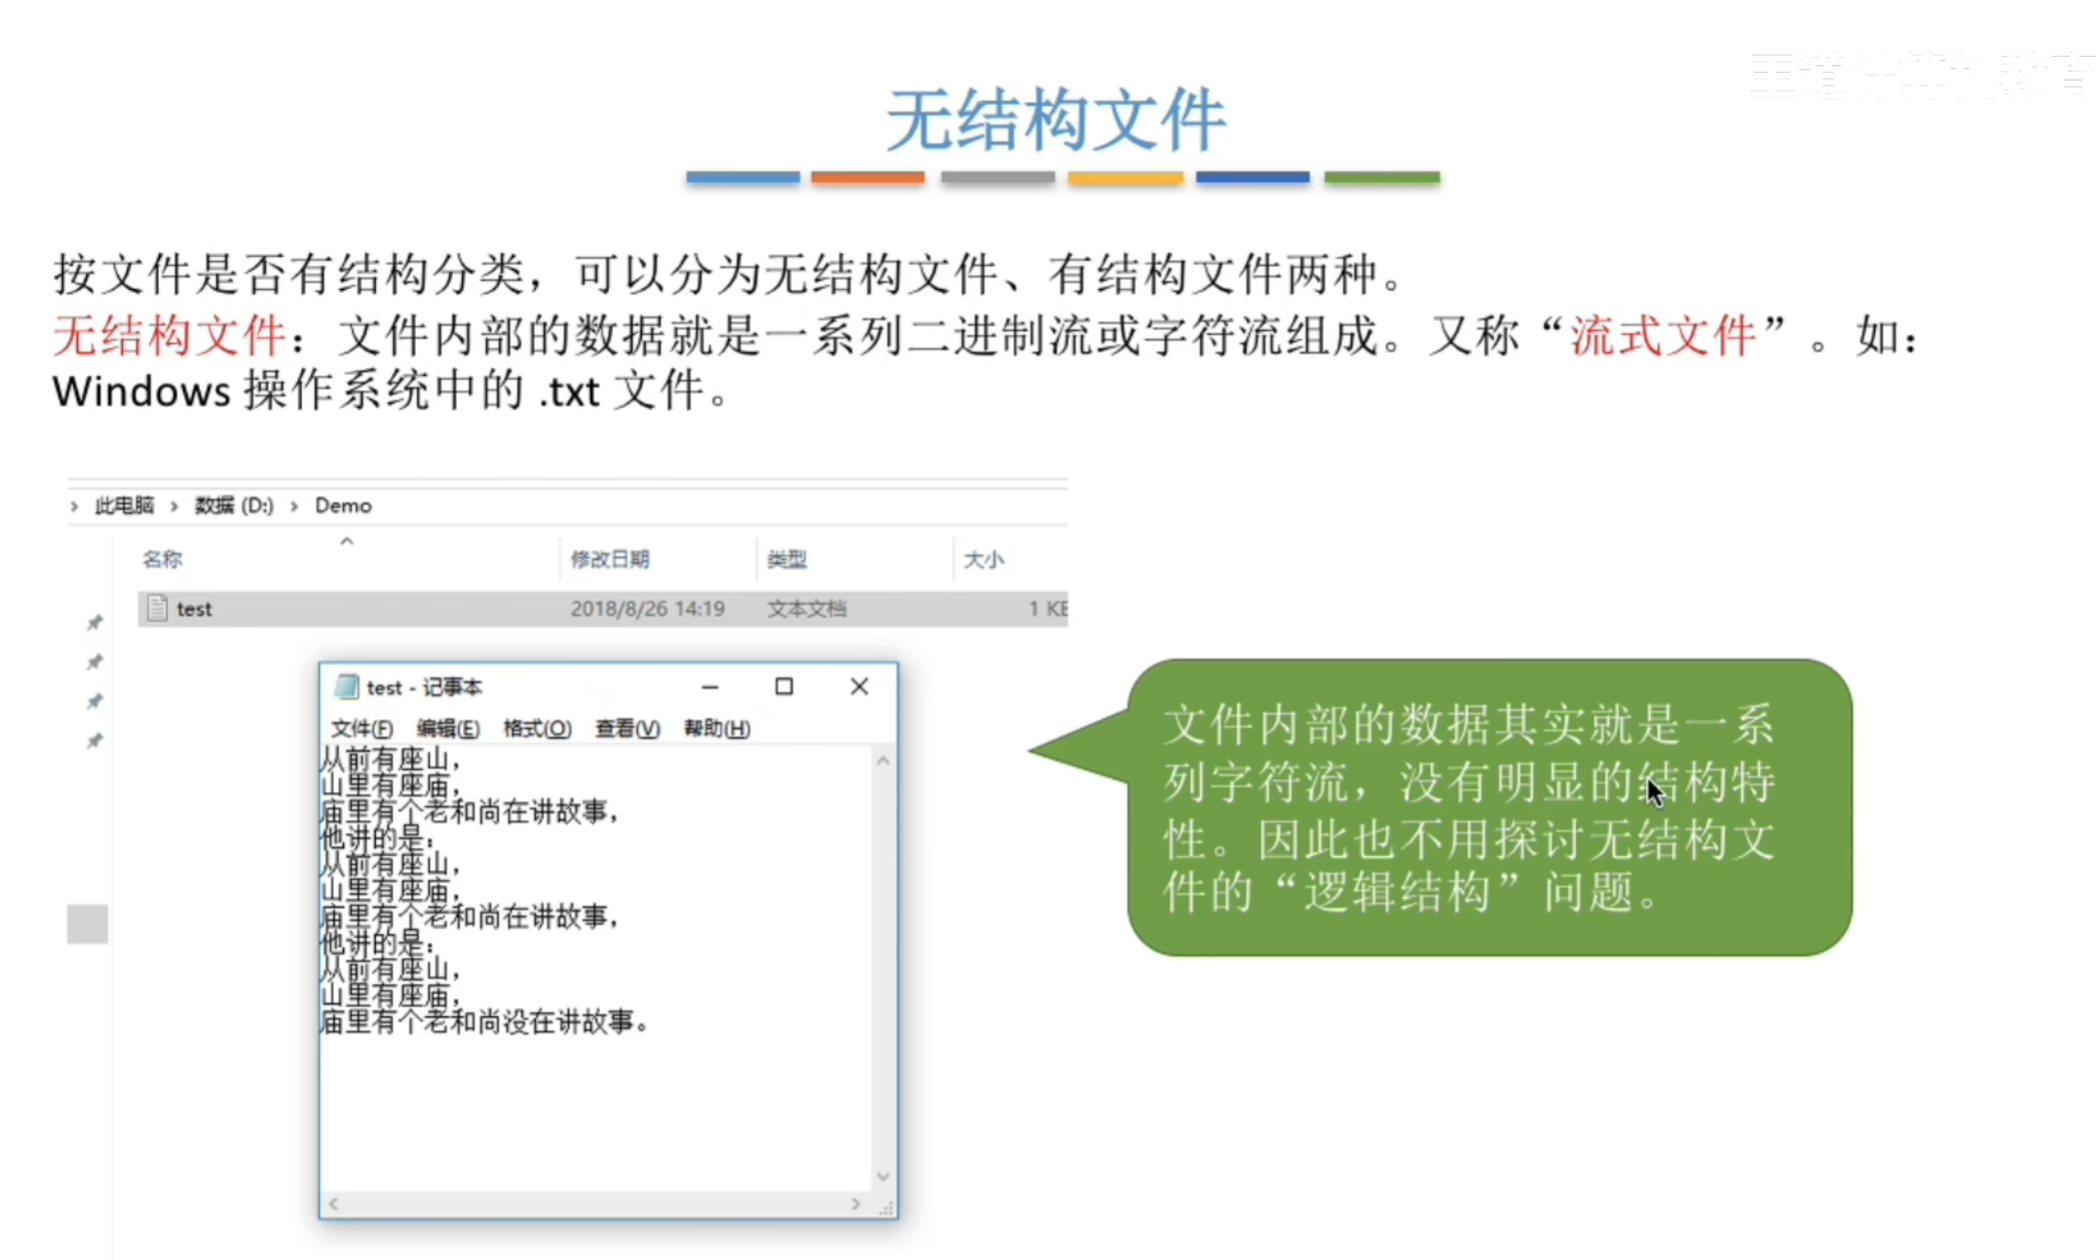 王道计算机教育
无结构文件
按文件是否有结构分类，可以分为无结构文件、有结构文件两种。
无结构文件：文件内部的数据就是一系列二进制流或字符流组成。又称“流式文件”。如：
Windows 操作系统中的 .txt 文件。
› 此电脑 › 数据 (D:) › Demo
名称 修改日期 类型 大小
test 2018/8/26 14:19 文本文档 1 KB
test - 记事本
文件(F) 编辑(E) 格式(O) 查看(V) 帮助(H)
从前有座山，
山里有座庙，
庙里有个老和尚在讲故事，
他讲的是：
从前有座山，
山里有座庙，
庙里有个老和尚在讲故事，
他讲的是：
从前有座山，
山里有座庙，
庙里有个老和尚没在讲故事。
文件内部的数据其实就是一系
列字符流，没有明显的结构特
性。因此也不用探讨无结构文
件的“逻辑结构”问题。